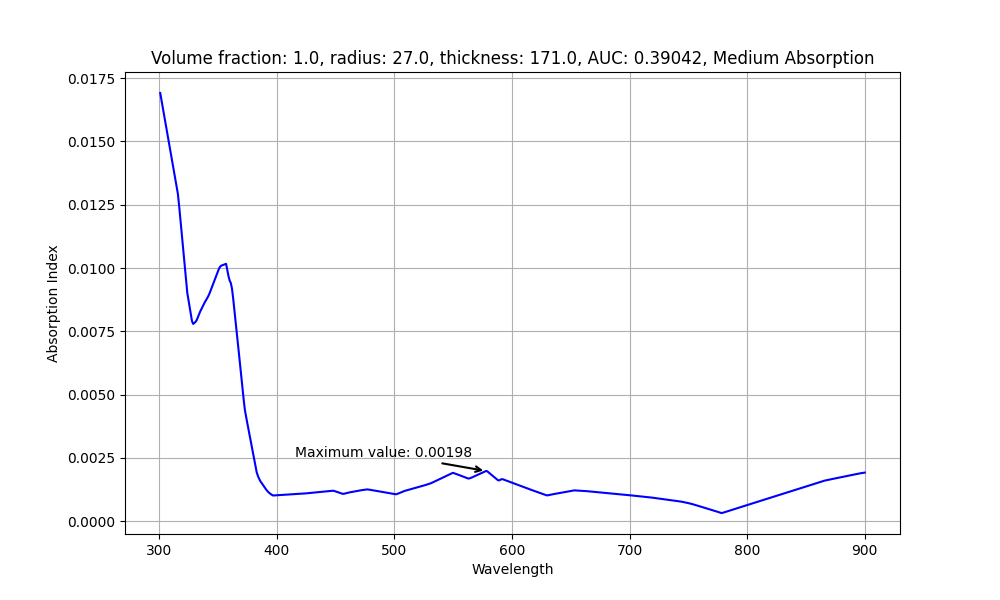 Volume fraction: 1.0, radius: 27.0, thickness: 171.0, AUC: 0.39042, Medium Absorption
0.0175
0.0150
0.0125
0.0100
0.0075
0.0050
0.0025
0.0000
Absorption Index
Maximum value: 0.00198
300 400 500 600 700 800 900
Wavelength